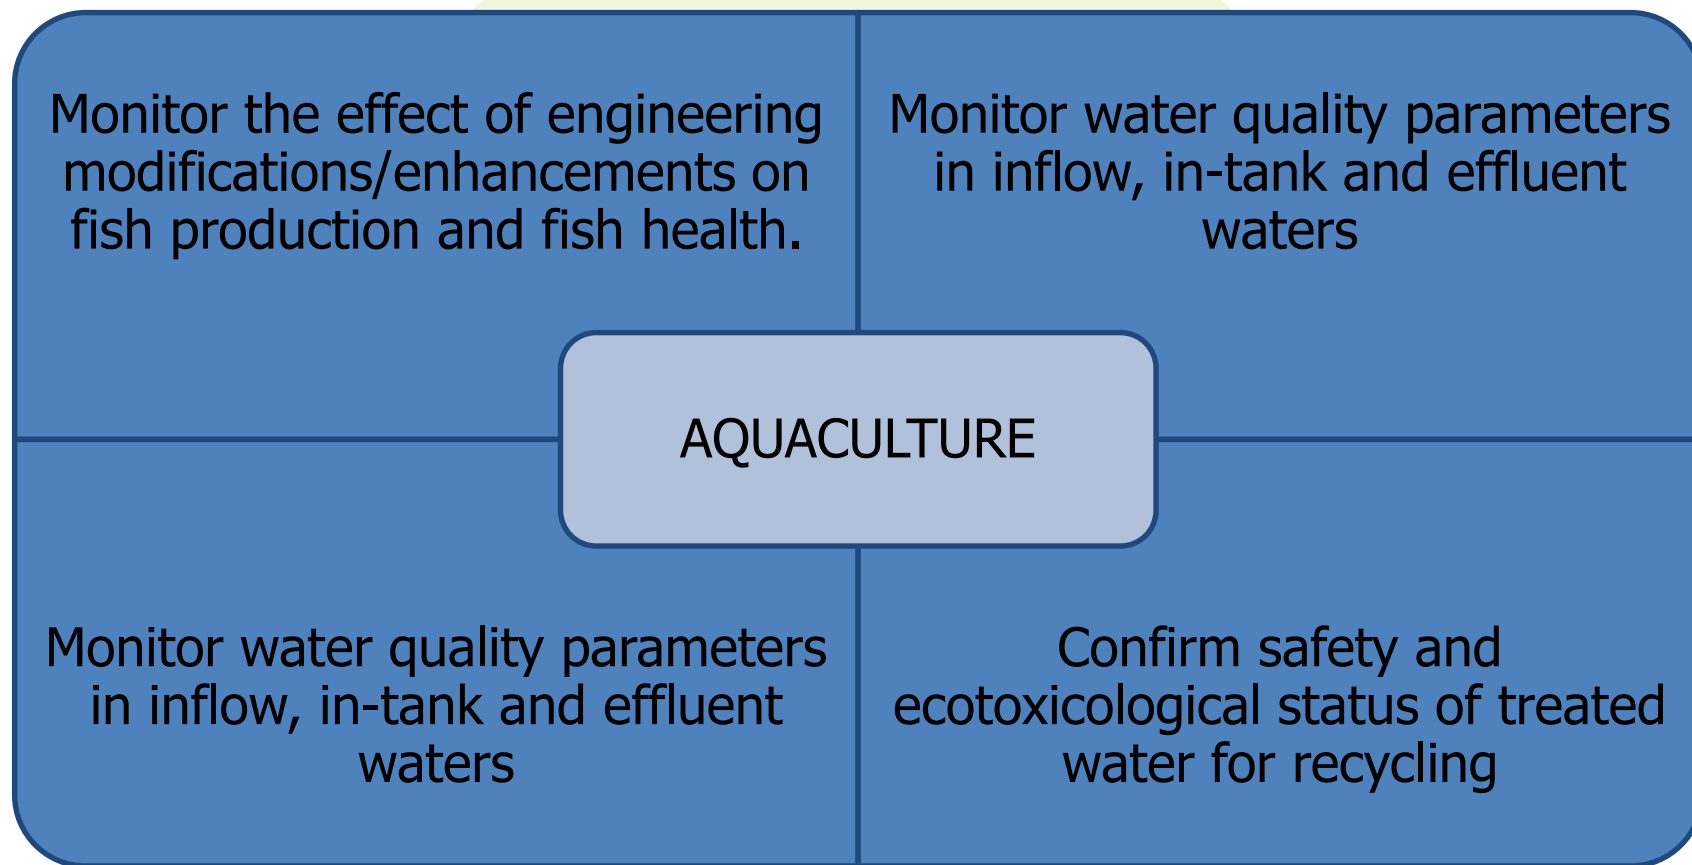 Monitor the effect of engineering
modifications/enhancements on
fish production and fish health.
Monitor water quality parameters
in inflow, in-tank and effluent
waters
AQUACULTURE
Monitor water quality parameters
in inflow, in-tank and effluent
waters
Confirm safety and
ecotoxicological status of treated
water for recycling